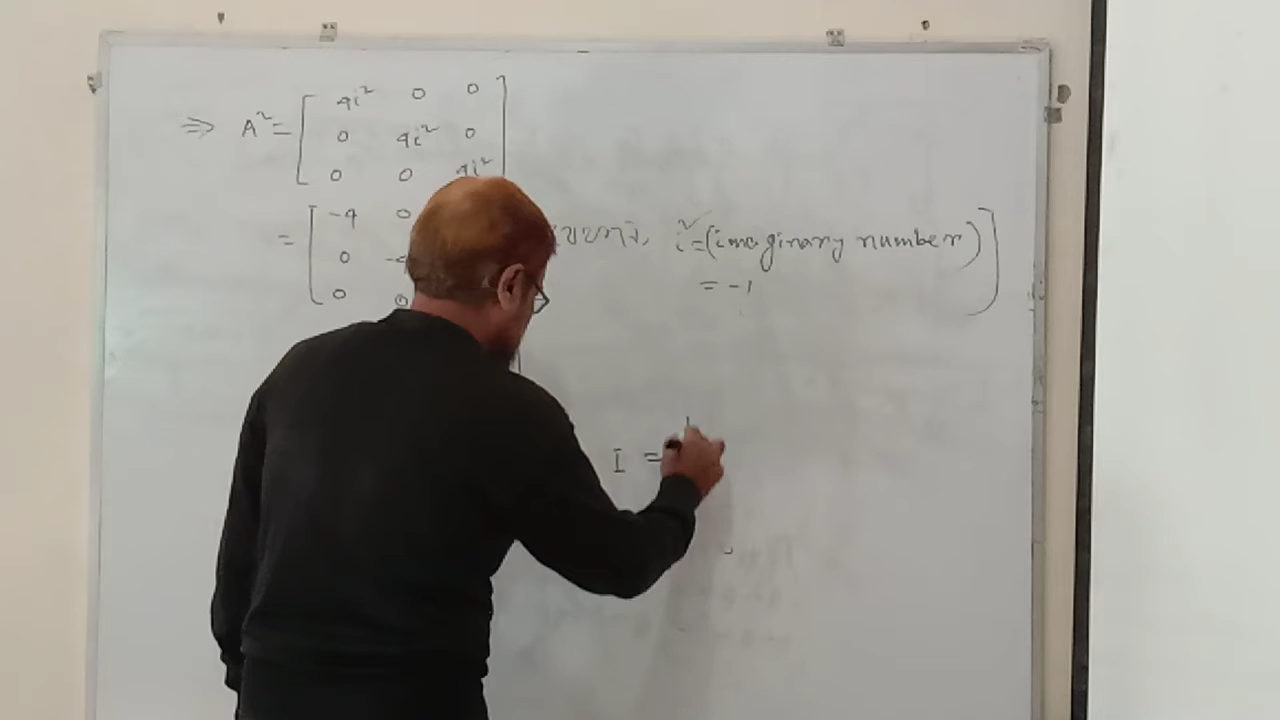 ⇒ A² = [ 4i² 0 0
0 4i² 0
0 0 4i² ]
= [ -4 0
0 -4
0 0
i² = (imaginary number) ]
= -1
I =